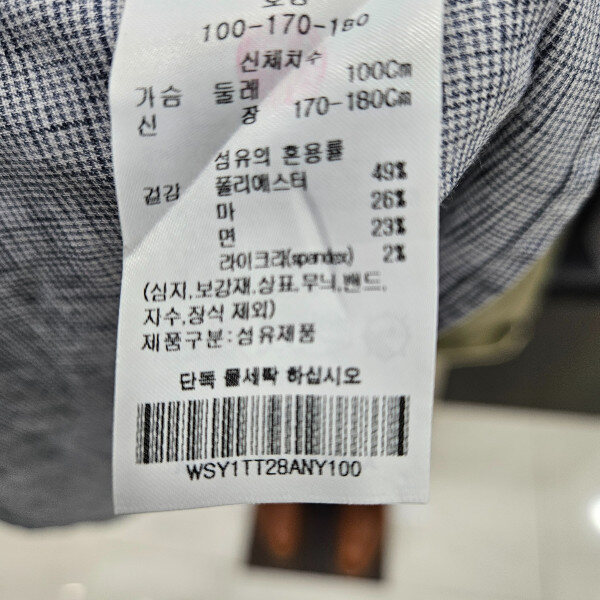 100-170-180
신체치수
가슴 둘레 100Cm
신 장 170-180Cm
섬유의 혼용률
겉감 폴리에스터 49%
마 26%
면 23%
라이크라(spandex) 2%
(심지,보강재,상표,무늬,밴드,
자수,장식 제외)
제품구분:섬유제품
단독 물세탁 하십시오
WSY1TT28ANY100